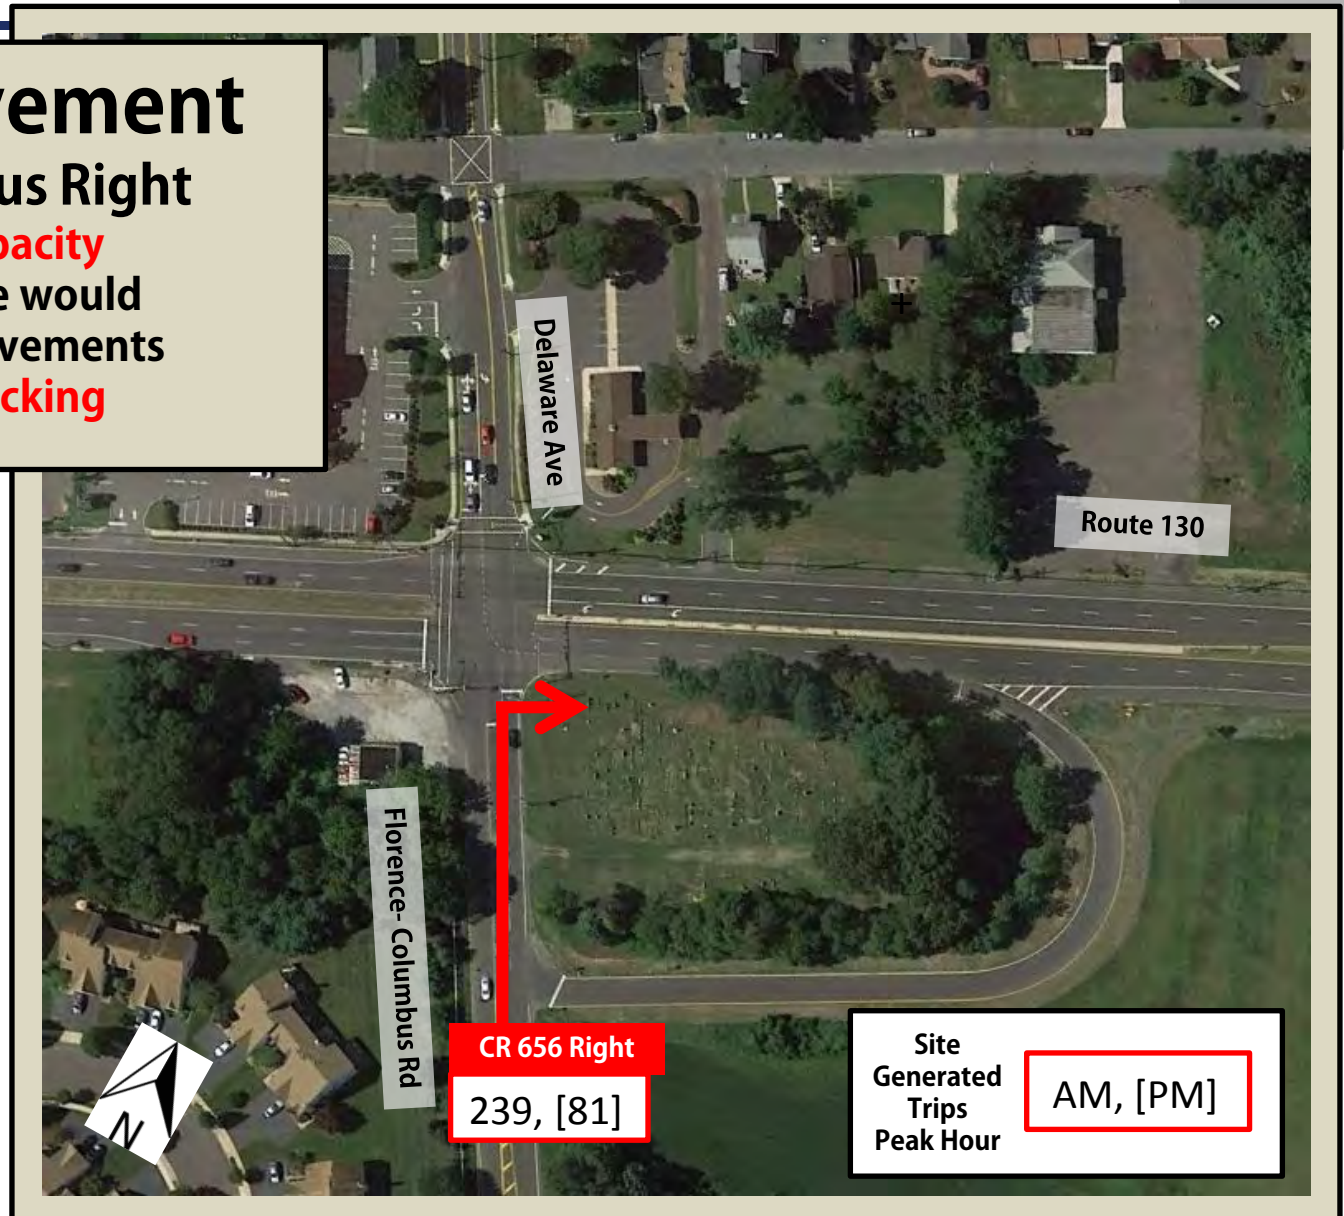 vement
us Right
pacity
e would
vements
cking
Delaware Ave
Route 130
Florence- Columbus Rd
CR 656 Right
239, [81]
N
Site
Generated
Trips
Peak Hour
AM, [PM]